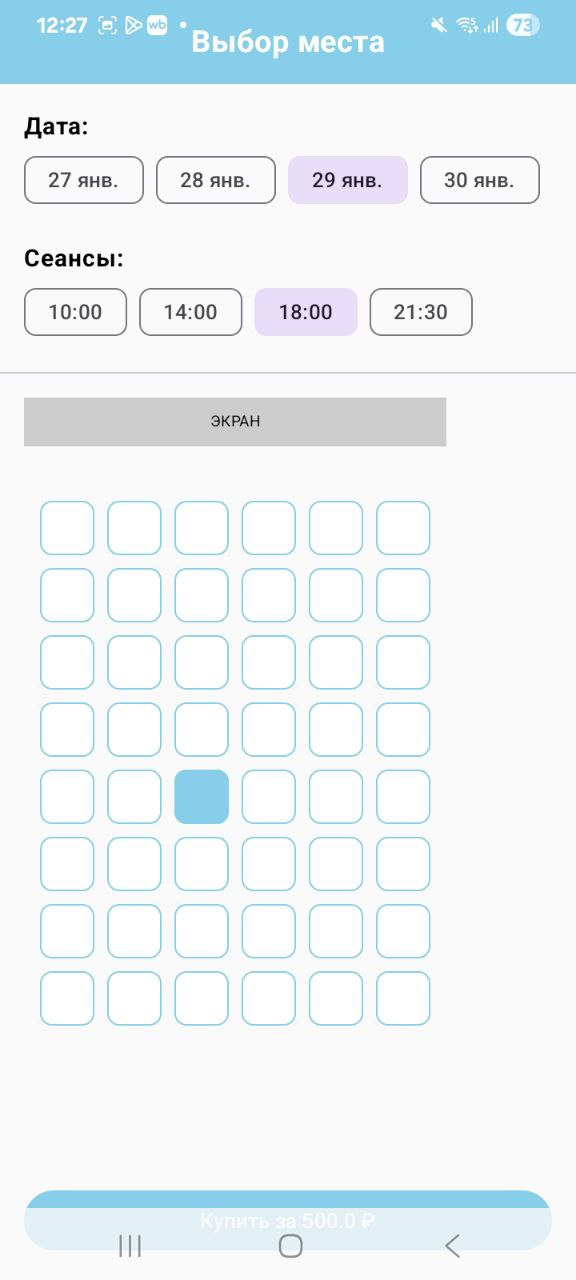 12:27 wb 73
Выбор места
Дата:
27 янв. 28 янв. 29 янв. 30 янв.
Сеансы:
10:00 14:00 18:00 21:30
ЭКРАН
Купить за 500.0 ₽